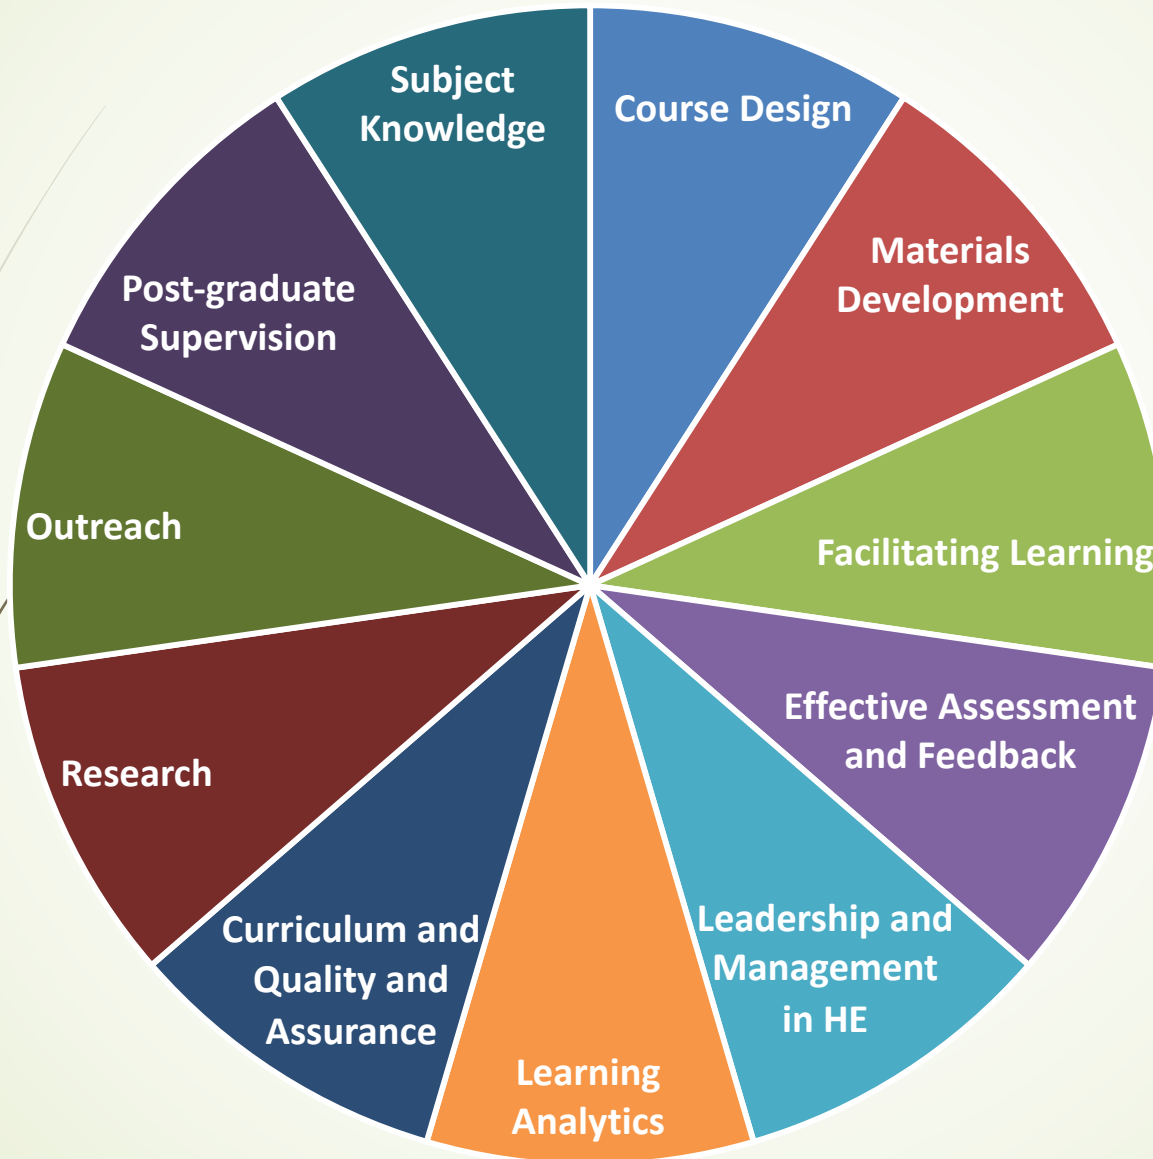 Subject
Knowledge
Course Design
Materials
Development
Facilitating Learning
Effective Assessment
and Feedback
Leadership and
Management
in HE
Learning
Analytics
Curriculum and
Quality and
Assurance
Research
Outreach
Post-graduate
Supervision